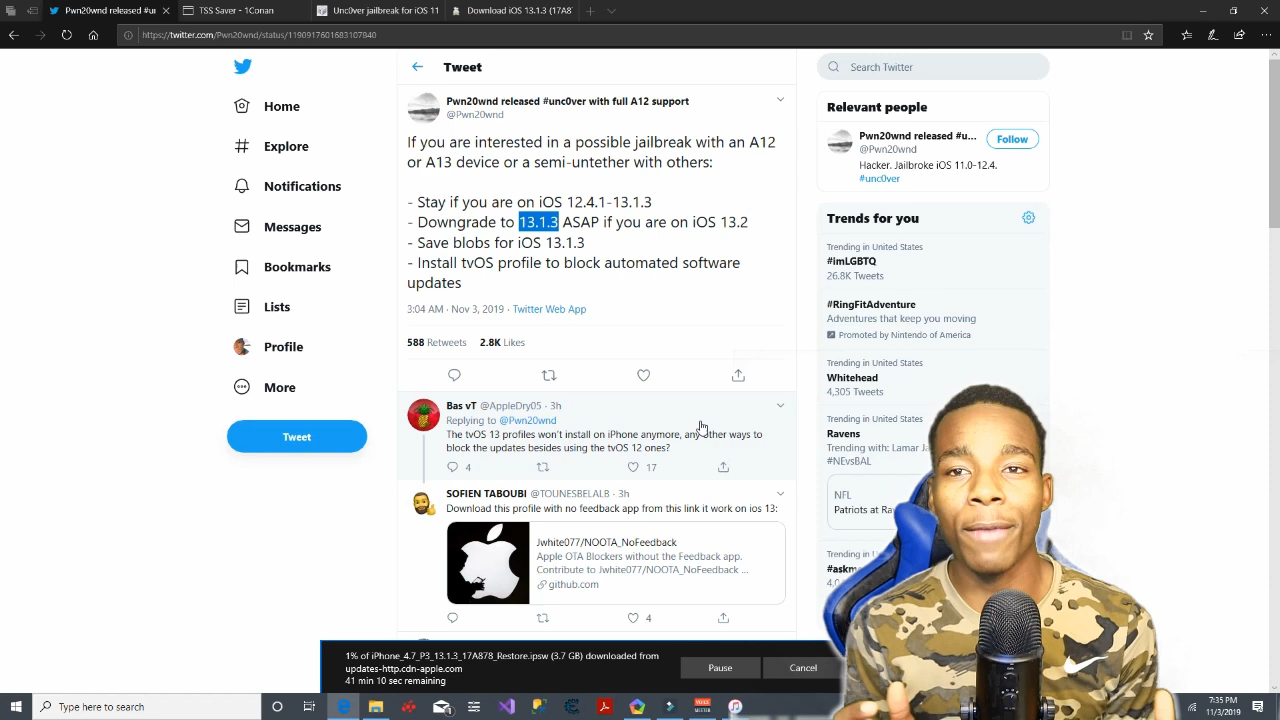 Pwn20wnd released #un
TSS Saver - 1Conan
Unc0ver jailbreak for iOS 11
Download iOS 13.1.3 (17A87
https://twitter.com/Pwn20wnd/status/1190917601683107840
Home
Explore
Notifications
Messages
Bookmarks
Lists
Profile
More
Tweet
Tweet
Pwn20wnd released #unc0ver with full A12 support
@Pwn20wnd
If you are interested in a possible jailbreak with an A12
or A13 device or a semi-untether with others:
- Stay if you are on iOS 12.4.1-13.1.3
- Downgrade to 13.1.3 ASAP if you are on iOS 13.2
- Save blobs for iOS 13.1.3
- Install tvOS profile to block automated software
updates
3:04 AM · Nov 3, 2019 · Twitter Web App
588 Retweets 2.8K Likes
Bas vT @AppleDry05 · 3h
Replying to @Pwn20wnd
The tvOS 13 profiles won't install on iPhone anymore, any other ways to
block the updates besides using the tvOS 12 ones?
4 17
SOFIEN TABOUBI @TOUNESBELALB · 3h
Download this profile with no feedback app from this link it work on ios 13:
Jwhite077/NOOTA_NoFeedback
Apple OTA Blockers without the Feedback app.
Contribute to Jwhite077/NOOTA_NoFeedback ...
github.com
4
Search Twitter
Relevant people
Pwn20wnd released #u...
@Pwn20wnd
Follow
Hacker. Jailbroke iOS 11.0-12.4.
#unc0ver
Trends for you
Trending in United States
#ImLGBTQ
26.8K Tweets
#RingFitAdventure
Adventures that keep you moving
Promoted by Nintendo of America
Trending in United States
Whitehead
4,305 Tweets
Trending in United States
Ravens
Trending with: Lamar Ja
#NEvsBAL
NFL
Patriots at Ra
Trending in
#askm
1% of iPhone_4.7_P3_13.1.3_17A878_Restore.ipsw (3.7 GB) downloaded from
updates-http.cdn-apple.com
41 min 10 sec remaining
Pause
Cancel
Type here to search
7:35 PM
11/3/2019